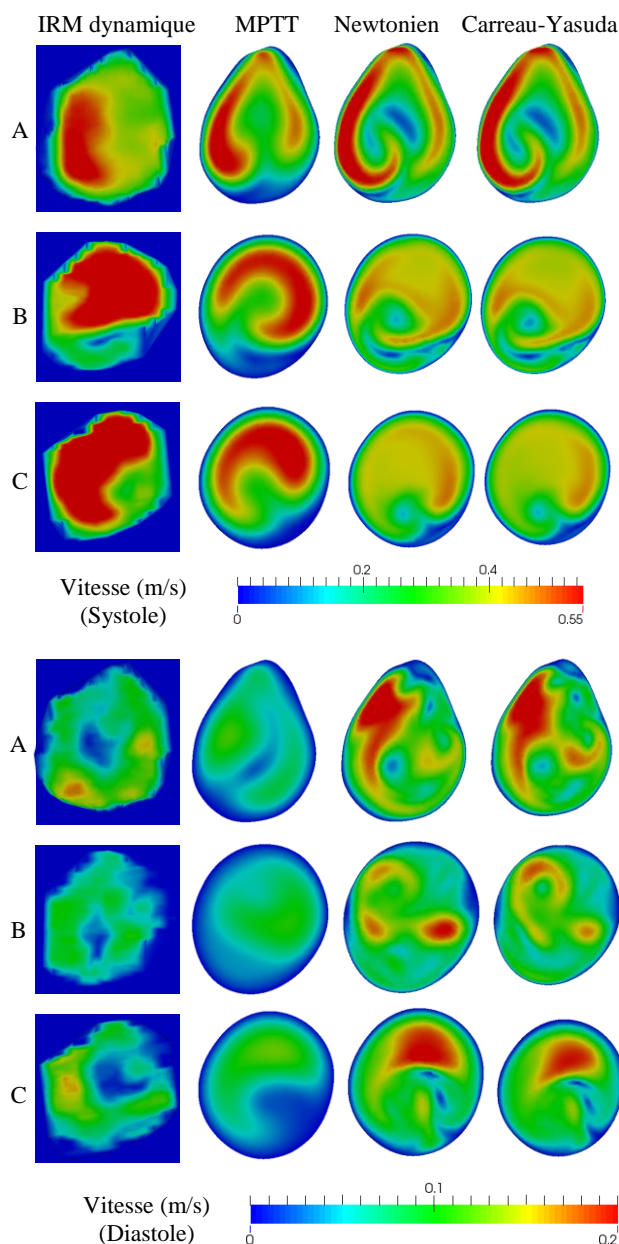 IRM dynamique MPTT Newtonien Carreau-Yasuda
A
B
C
Vitesse (m/s)
(Systole)
0.2 0.4
0 0.55
A
B
C
Vitesse (m/s)
(Diastole)
0.1
0 0.2